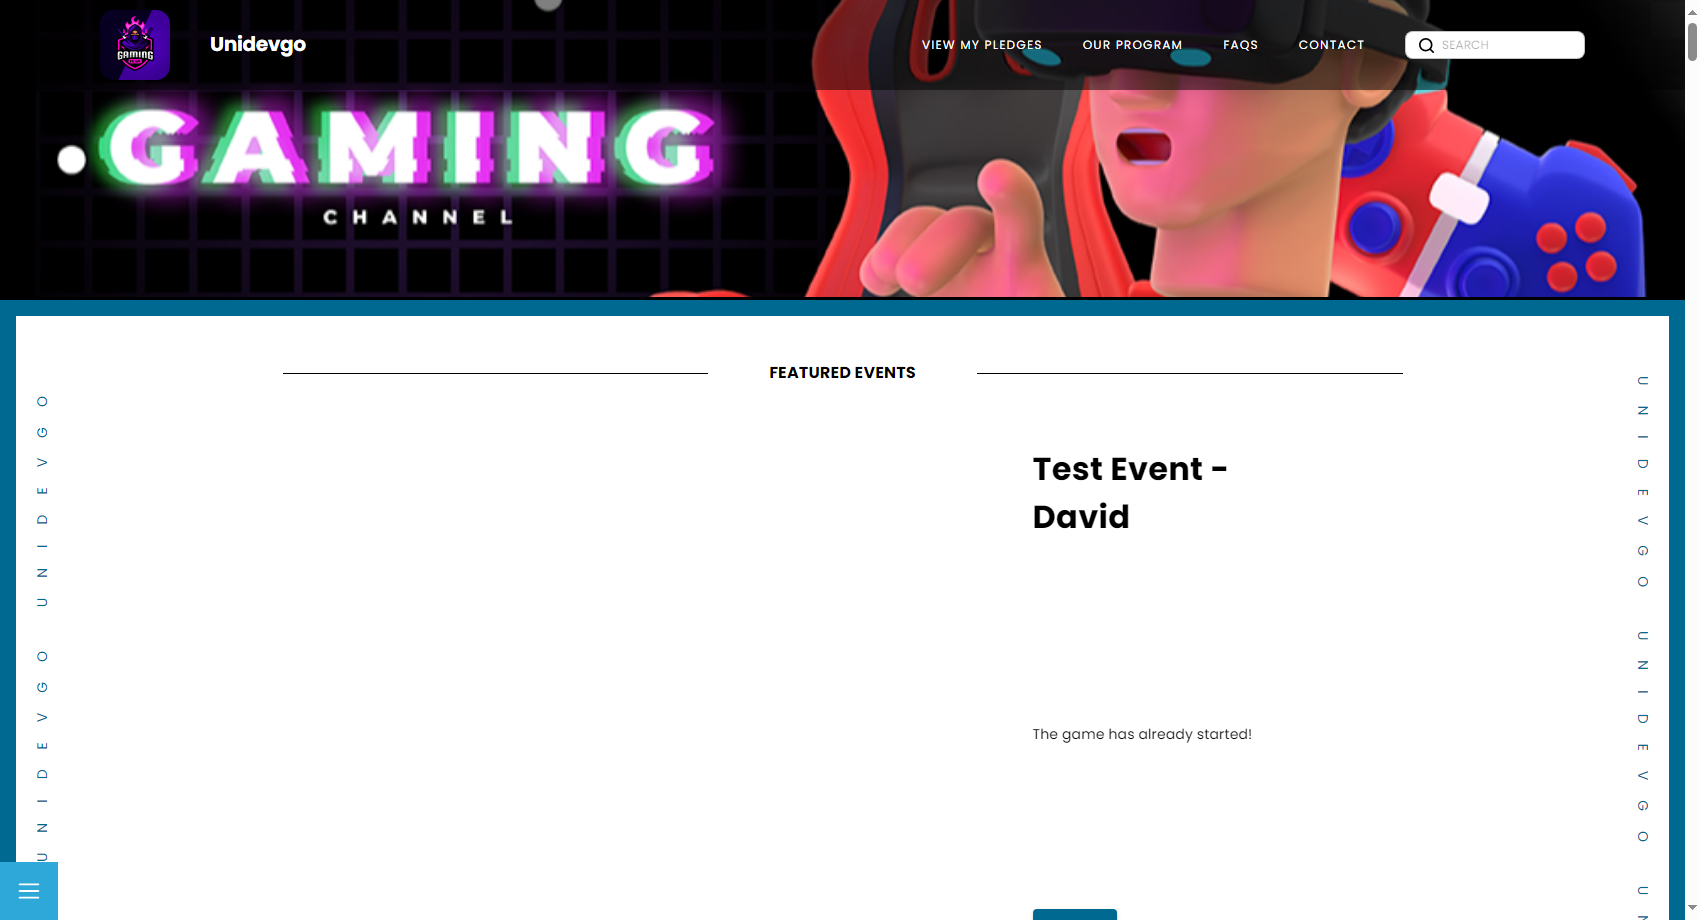 GAMING
Unidevgo
VIEW MY PLEDGES
OUR PROGRAM
FAQS
CONTACT
SEARCH
GAMING
CHANNEL
FEATURED EVENTS
Test Event -
David
The game has already started!
UNIDEVGO UNIDEVGO
UNIDEVGO UNIDEVGO UN